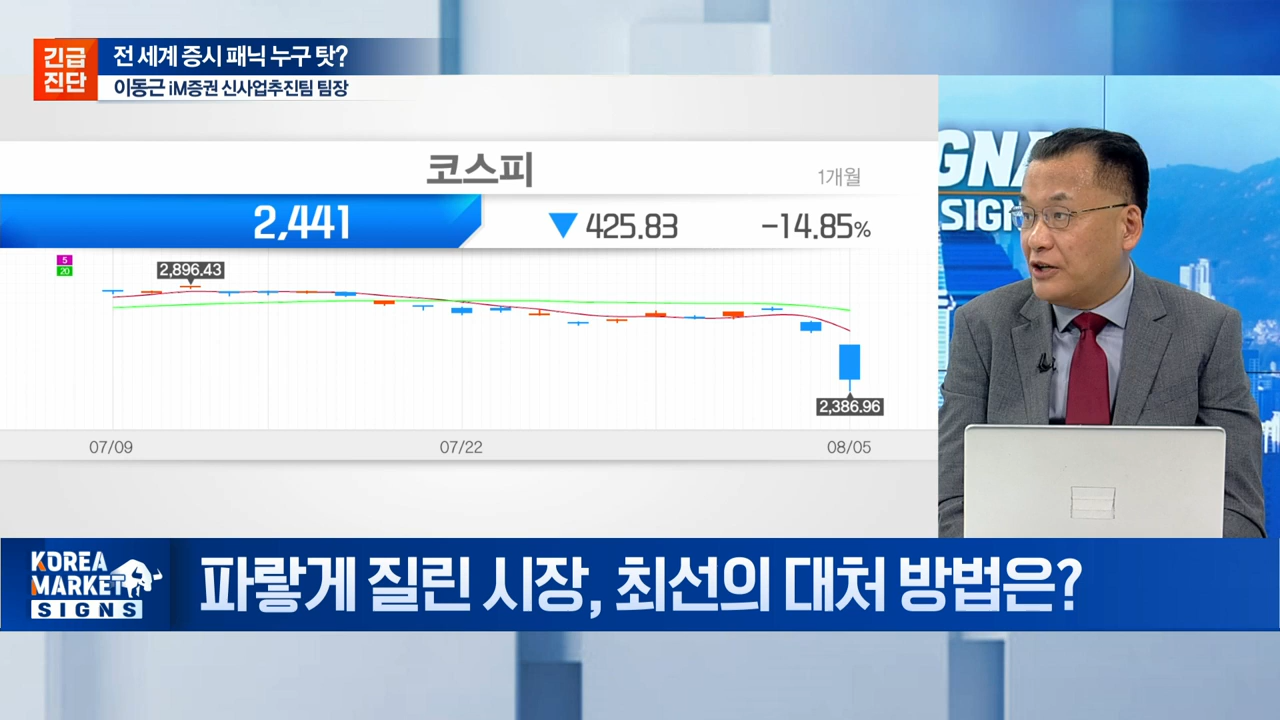 긴급
진단
전 세계 증시 패닉 누구 탓?
이동근 iM증권 신사업추진팀 팀장
코스피
1개월
2,441 ▼ 425.83 -14.85%
5
20
2,896.43
2,386.96
07/09 07/22 08/05
GNA
SIGN
KOREA
MARKET
SIGNS
파랗게 질린 시장, 최선의 대처 방법은?